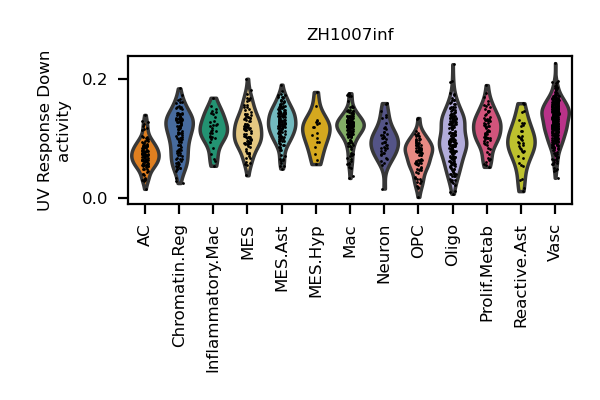 ZH1007inf
UV Response Down
activity
0.2
0.0
AC
Chromatin.Reg
Inflammatory.Mac
MES
MES.Ast
MES.Hyp
Mac
Neuron
OPC
Oligo
Prolif.Metab
Reactive.Ast
Vasc